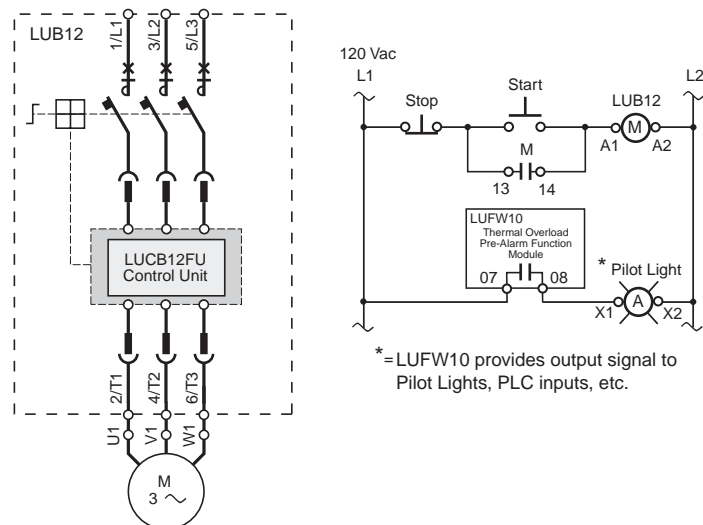 LUB12
1/L1
3/L2
5/L3
LUCB12FU
Control Unit
2/T1
4/T2
6/T3
U1
V1
W1
M
3 ~
120 Vac
L1
L2
Stop
Start
LUB12
M
A1
A2
M
13
14
LUFW10
Thermal Overload
Pre-Alarm Function
Module
07
08
* Pilot Light
A
X1
X2
*=LUFW10 provides output signal to
Pilot Lights, PLC inputs, etc.